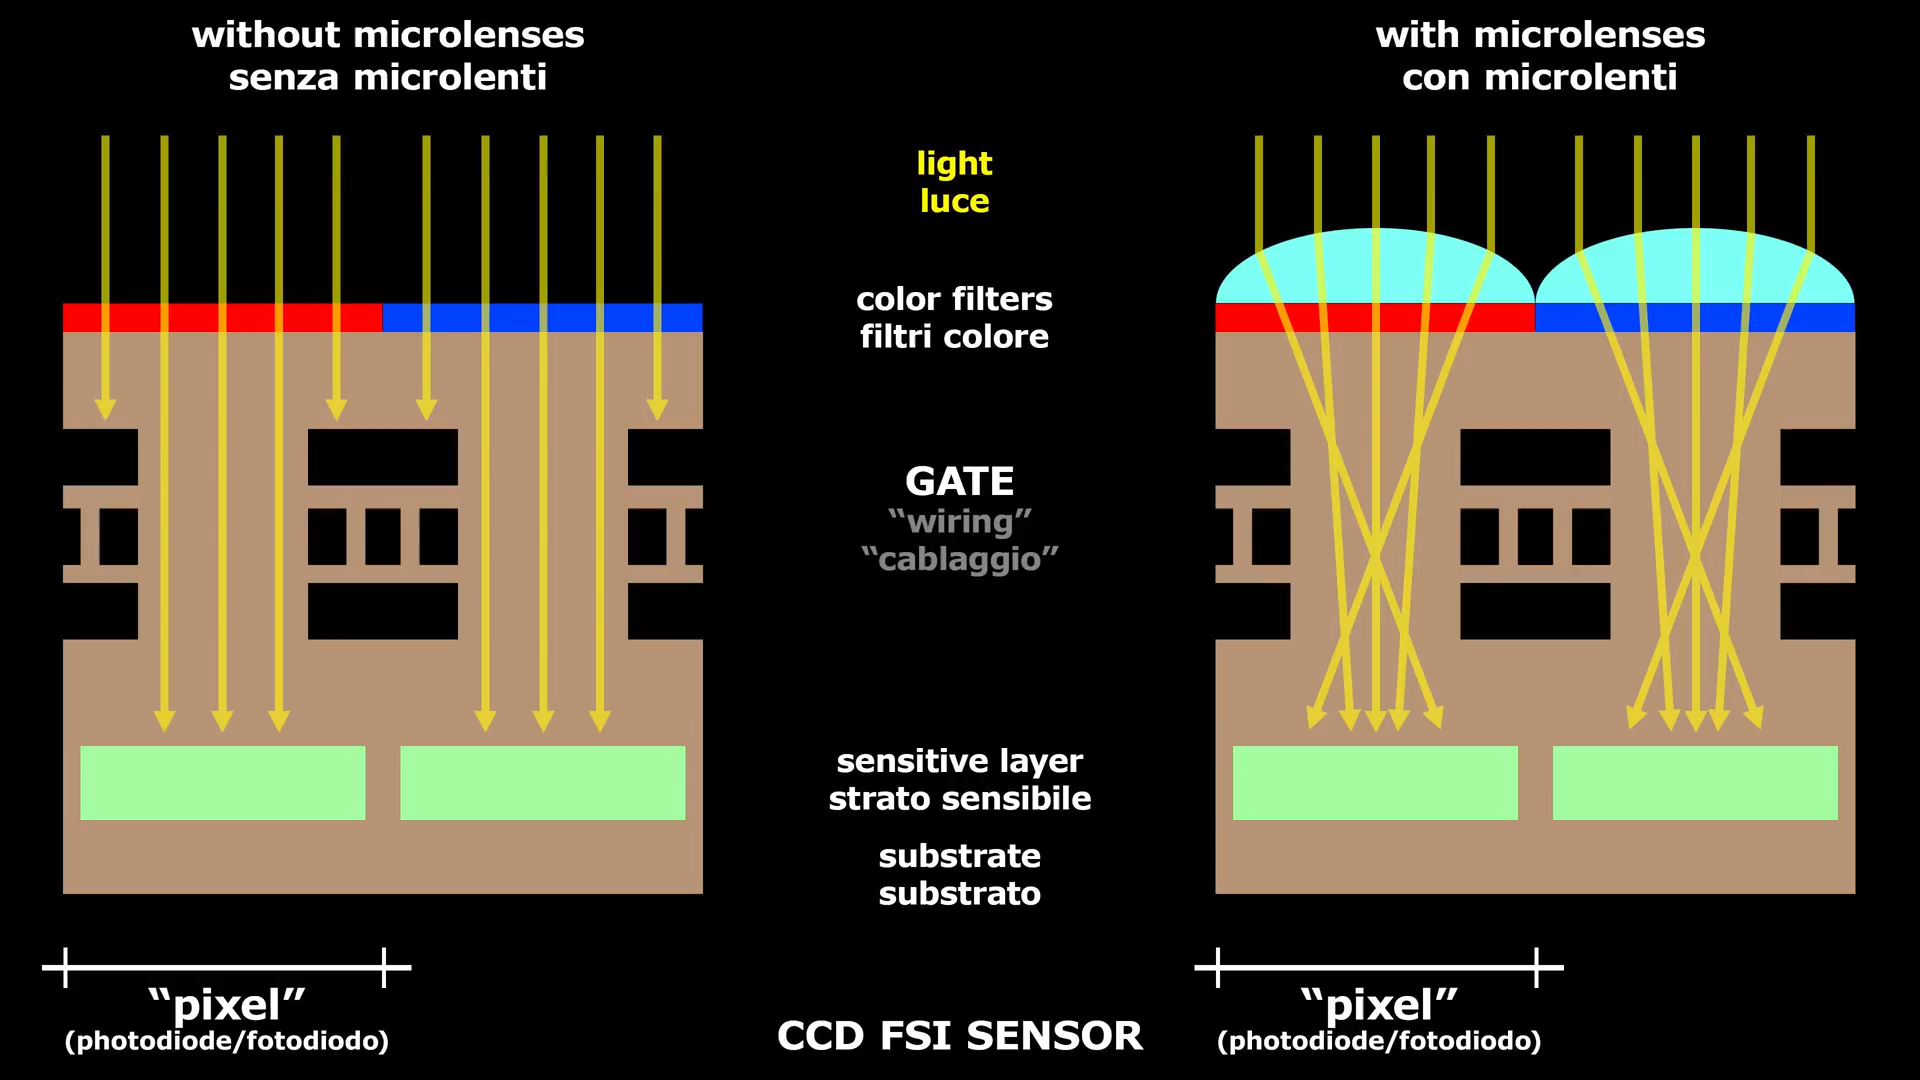 without microlenses
senza microlenti
with microlenses
con microlenti
light
luce
color filters
filtri colore
GATE
“wiring”
“cablaggio”
sensitive layer
strato sensibile
substrate
substrato
“pixel”
(photodiode/fotodiodo)
CCD FSI SENSOR
“pixel”
(photodiode/fotodiodo)